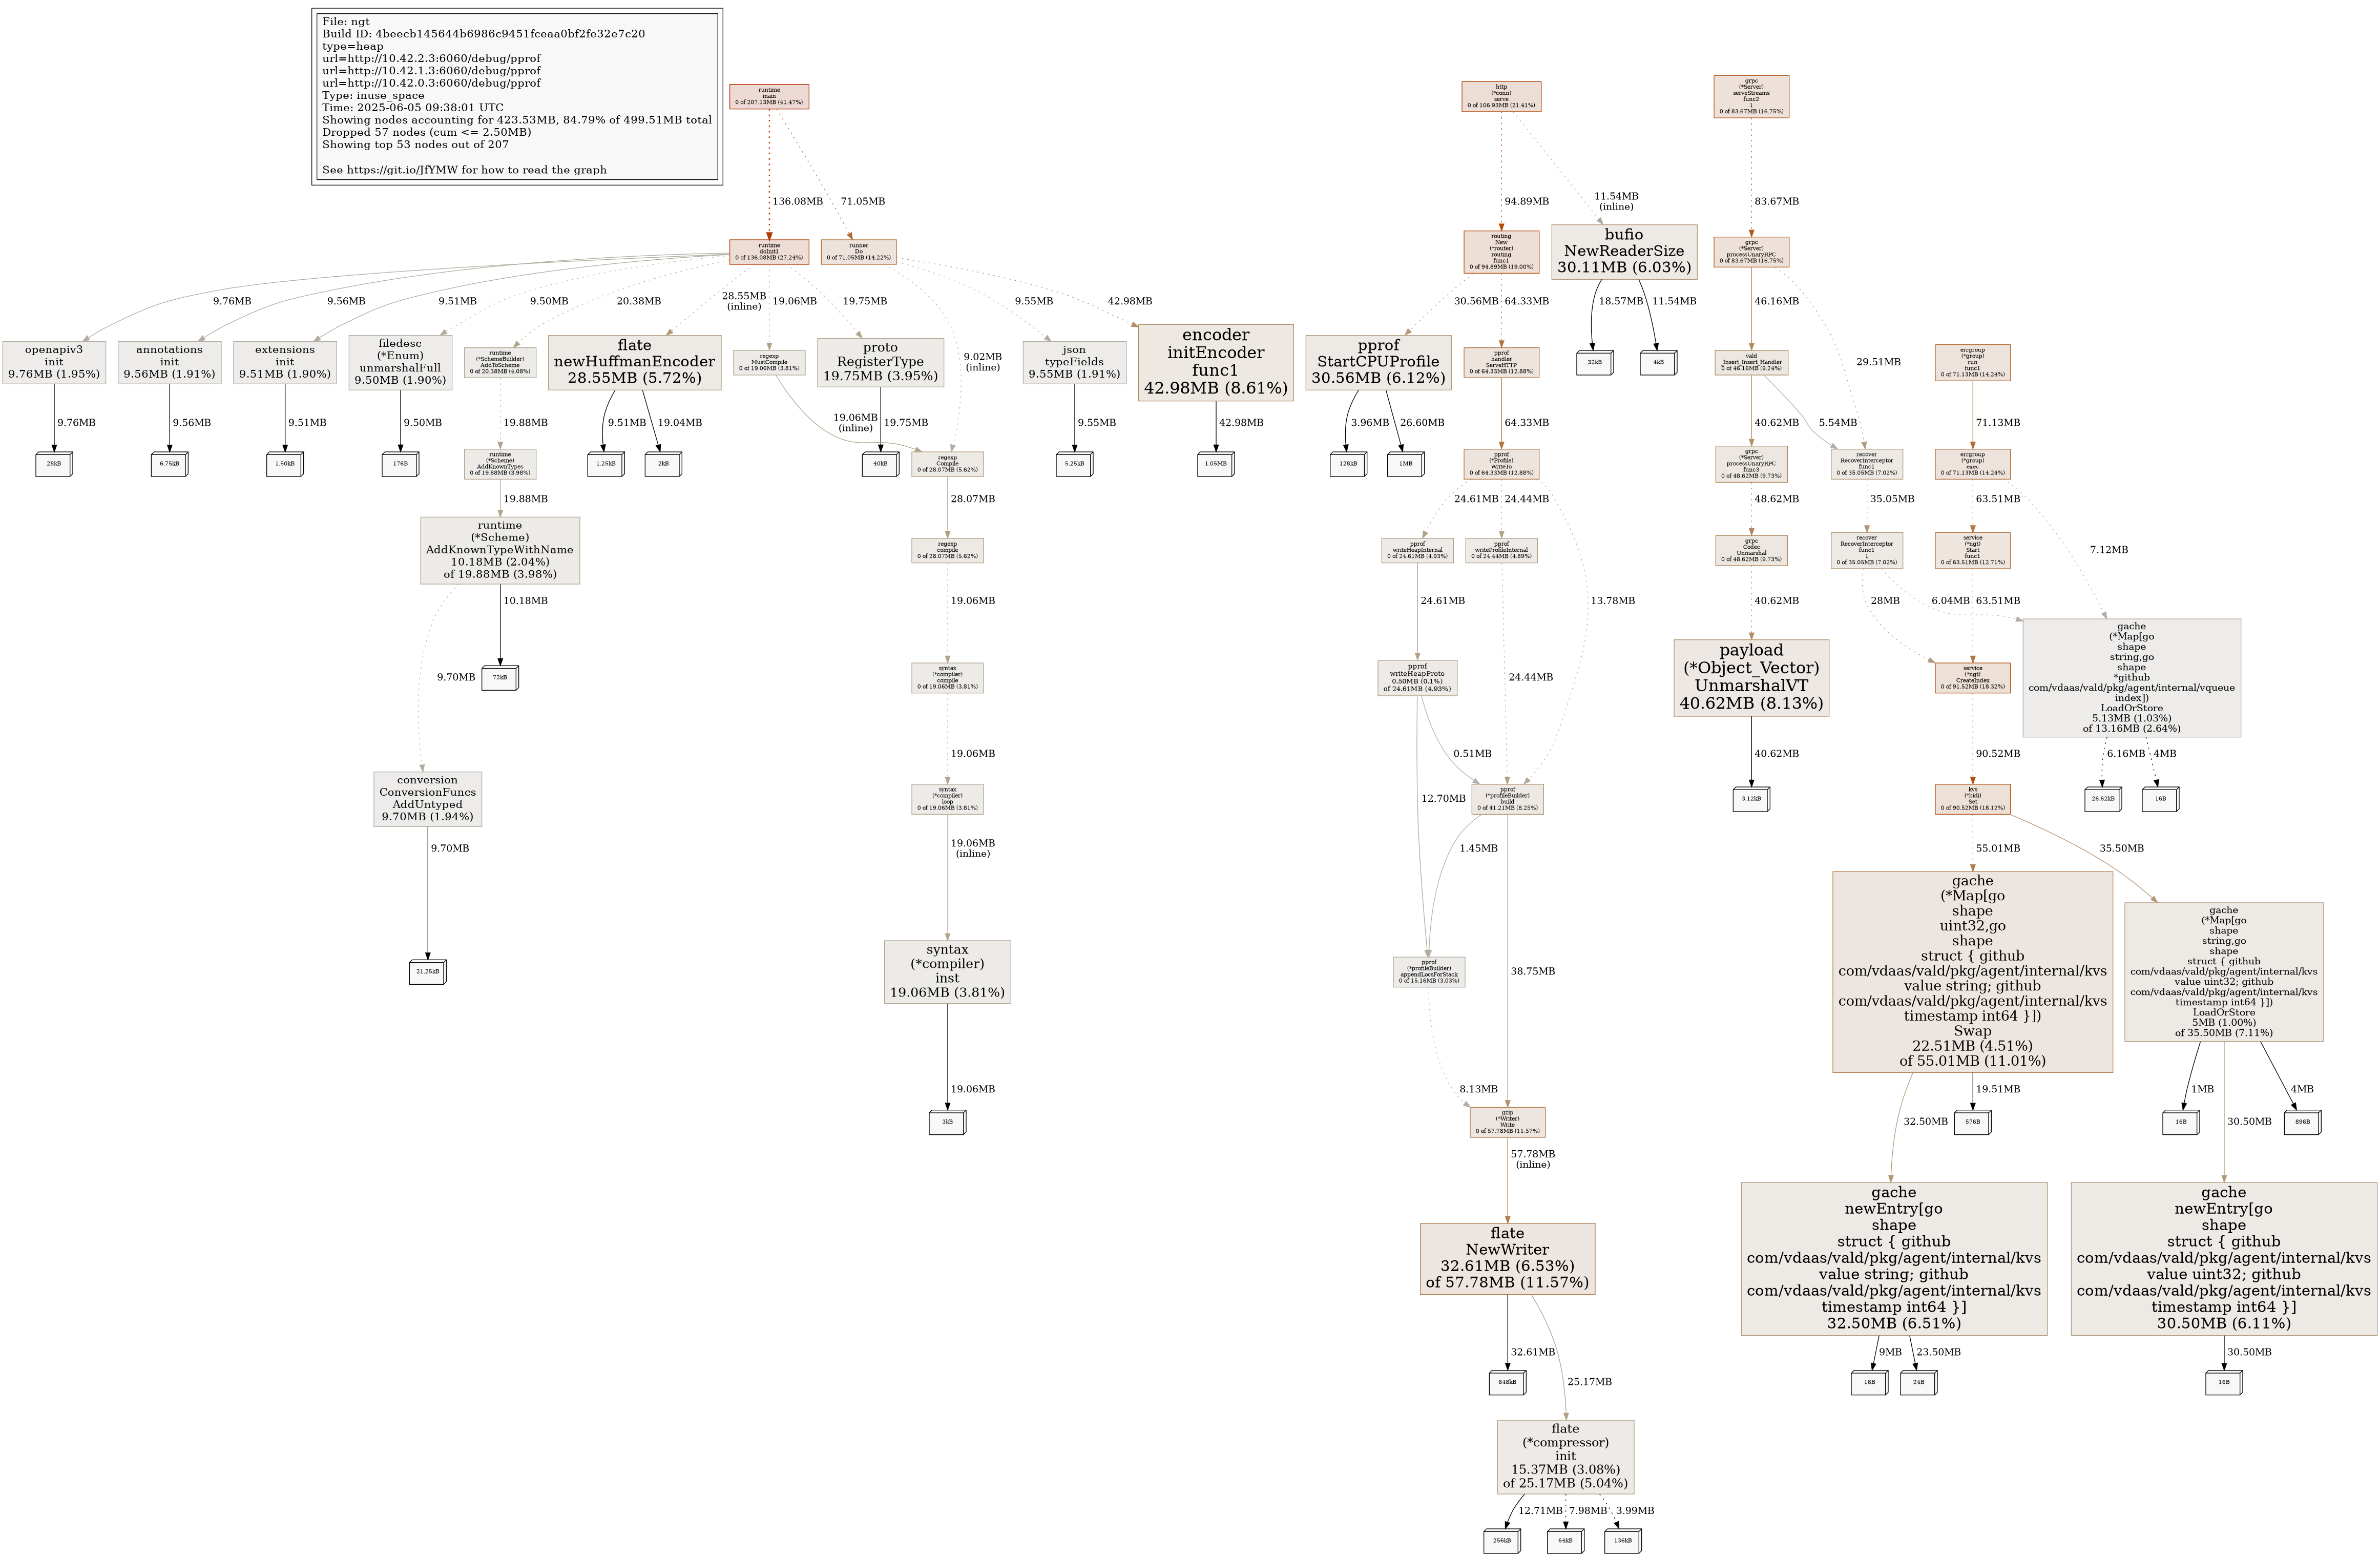 File: ngt
Build ID: 4beecb145644b6986c9451fceaa0bf2fe32e7c20
type=heap
url=http://10.42.2.3:6060/debug/pprof
url=http://10.42.1.3:6060/debug/pprof
url=http://10.42.0.3:6060/debug/pprof
Type: inuse_space
Time: 2025-06-05 09:38:01 UTC
Showing nodes accounting for 423.53MB, 84.79% of 499.51MB total
Dropped 57 nodes (cum <= 2.50MB)
Showing top 53 nodes out of 207
See https://git.io/JfYMW for how to read the graph
runtime
main
0 of 207.13MB (41.47%)
http
(*conn)
serve
0 of 106.93MB (21.41%)
grpc
(*Server)
serveStreams
func2
1
0 of 83.67MB (16.75%)
136.08MB
71.05MB
94.89MB
11.54MB
(inline)
83.67MB
runtime
doInit1
0 of 136.08MB (27.24%)
runner
Do
0 of 71.05MB (14.22%)
routing
New
(*router)
routing
func1
0 of 94.89MB (19.00%)
bufio
NewReaderSize
30.11MB (6.03%)
grpc
(*Server)
processUnaryRPC
0 of 83.67MB (16.75%)
9.76MB
9.56MB
9.51MB
9.50MB
20.38MB
28.55MB
(inline)
19.06MB
19.75MB
9.02MB
(inline)
9.55MB
42.98MB
30.56MB
64.33MB
18.57MB
11.54MB
46.16MB
29.51MB
openapiv3
init
9.76MB (1.95%)
annotations
init
9.56MB (1.91%)
extensions
init
9.51MB (1.90%)
filedesc
(*Enum)
unmarshalFull
9.50MB (1.90%)
runtime
(*SchemeBuilder)
AddToScheme
0 of 20.38MB (4.08%)
flate
newHuffmanEncoder
28.55MB (5.72%)
regexp
MustCompile
0 of 19.06MB (3.81%)
proto
RegisterType
19.75MB (3.95%)
json
typeFields
9.55MB (1.91%)
encoder
initEncoder
func1
42.98MB (8.61%)
pprof
StartCPUProfile
30.56MB (6.12%)
pprof
handler
ServeHTTP
0 of 64.33MB (12.88%)
32kB
4kB
vald
Insert_Insert_Handler
0 of 46.16MB (9.24%)
errgroup
(*group)
run
func1
0 of 71.13MB (14.24%)
9.76MB
9.56MB
9.51MB
9.50MB
19.88MB
9.51MB
19.04MB
19.06MB
(inline)
19.75MB
9.55MB
42.98MB
3.96MB
26.60MB
64.33MB
40.62MB
5.54MB
71.13MB
28kB
6.75kB
1.50kB
176B
runtime
(*Scheme)
AddKnownTypes
0 of 19.88MB (3.98%)
1.25kB
2kB
40kB
regexp
Compile
0 of 28.07MB (5.62%)
5.25kB
1.05MB
128kB
1MB
pprof
(*Profile)
WriteTo
0 of 64.33MB (12.88%)
grpc
(*Server)
processUnaryRPC
func3
0 of 48.62MB (9.73%)
recover
RecoverInterceptor
func1
0 of 35.05MB (7.02%)
errgroup
(*group)
exec
0 of 71.13MB (14.24%)
19.88MB
28.07MB
24.61MB
24.44MB
13.78MB
48.62MB
35.05MB
63.51MB
7.12MB
runtime
(*Scheme)
AddKnownTypeWithName
10.18MB (2.04%)
of 19.88MB (3.98%)
regexp
compile
0 of 28.07MB (5.62%)
pprof
writeHeapInternal
0 of 24.61MB (4.93%)
pprof
writeProfileInternal
0 of 24.44MB (4.89%)
grpc
Codec
Unmarshal
0 of 48.62MB (9.73%)
recover
RecoverInterceptor
func1
1
0 of 35.05MB (7.02%)
service
(*ngt)
Start
func1
0 of 63.51MB (12.71%)
9.70MB
10.18MB
19.06MB
24.61MB
24.44MB
40.62MB
28MB
6.04MB
63.51MB
72kB
syntax
(*compiler)
compile
0 of 19.06MB (3.81%)
pprof
writeHeapProto
0.50MB (0.1%)
of 24.61MB (4.93%)
payload
(*Object_Vector)
UnmarshalVT
40.62MB (8.13%)
service
(*ngt)
CreateIndex
0 of 91.52MB (18.32%)
gache
(*Map[go
shape
string,go
shape
*github
com/vdaas/vald/pkg/agent/internal/vqueue
index])
LoadOrStore
5.13MB (1.03%)
of 13.16MB (2.64%)
19.06MB
12.70MB
0.51MB
40.62MB
90.52MB
6.16MB
4MB
conversion
ConversionFuncs
AddUntyped
9.70MB (1.94%)
syntax
(*compiler)
loop
0 of 19.06MB (3.81%)
pprof
(*profileBuilder)
build
0 of 41.21MB (8.25%)
3.12kB
kvs
(*bidi)
Set
0 of 90.52MB (18.12%)
26.62kB
16B
9.70MB
19.06MB
(inline)
1.45MB
38.75MB
55.01MB
35.50MB
21.25kB
syntax
(*compiler)
inst
19.06MB (3.81%)
pprof
(*profileBuilder)
appendLocsForStack
0 of 15.16MB (3.03%)
gache
(*Map[go
shape
uint32,go
shape
struct { github
com/vdaas/vald/pkg/agent/internal/kvs
value string; github
com/vdaas/vald/pkg/agent/internal/kvs
timestamp int64 }])
Swap
22.51MB (4.51%)
of 55.01MB (11.01%)
gache
(*Map[go
shape
string,go
shape
struct { github
com/vdaas/vald/pkg/agent/internal/kvs
value uint32; github
com/vdaas/vald/pkg/agent/internal/kvs
timestamp int64 }])
LoadOrStore
5MB (1.00%)
of 35.50MB (7.11%)
19.06MB
8.13MB
32.50MB
19.51MB
1MB
30.50MB
4MB
3kB
gzip
(*Writer)
Write
0 of 57.78MB (11.57%)
576B
16B
896B
57.78MB
(inline)
flate
NewWriter
32.61MB (6.53%)
of 57.78MB (11.57%)
gache
newEntry[go
shape
struct { github
com/vdaas/vald/pkg/agent/internal/kvs
value string; github
com/vdaas/vald/pkg/agent/internal/kvs
timestamp int64 }]
32.50MB (6.51%)
gache
newEntry[go
shape
struct { github
com/vdaas/vald/pkg/agent/internal/kvs
value uint32; github
com/vdaas/vald/pkg/agent/internal/kvs
timestamp int64 }]
30.50MB (6.11%)
32.61MB
25.17MB
9MB
23.50MB
30.50MB
648kB
16B
24B
16B
flate
(*compressor)
init
15.37MB (3.08%)
of 25.17MB (5.04%)
12.71MB
7.98MB
3.99MB
256kB
64kB
136kB